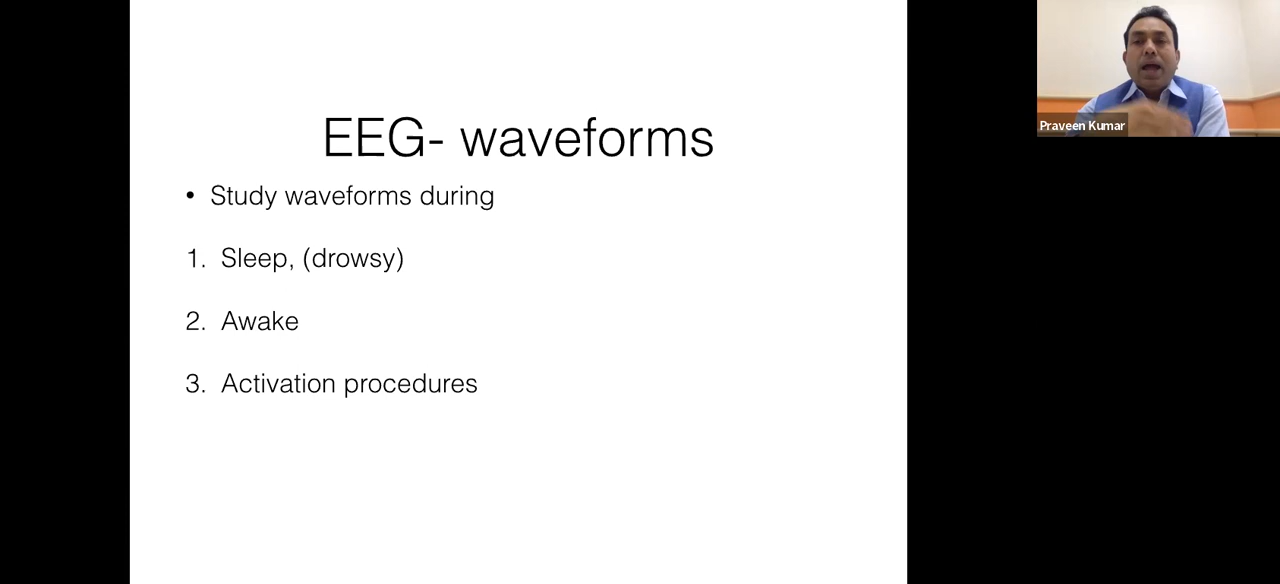 EEG- waveforms
• Study waveforms during
1. Sleep, (drowsy)
2. Awake
3. Activation procedures
Praveen Kumar